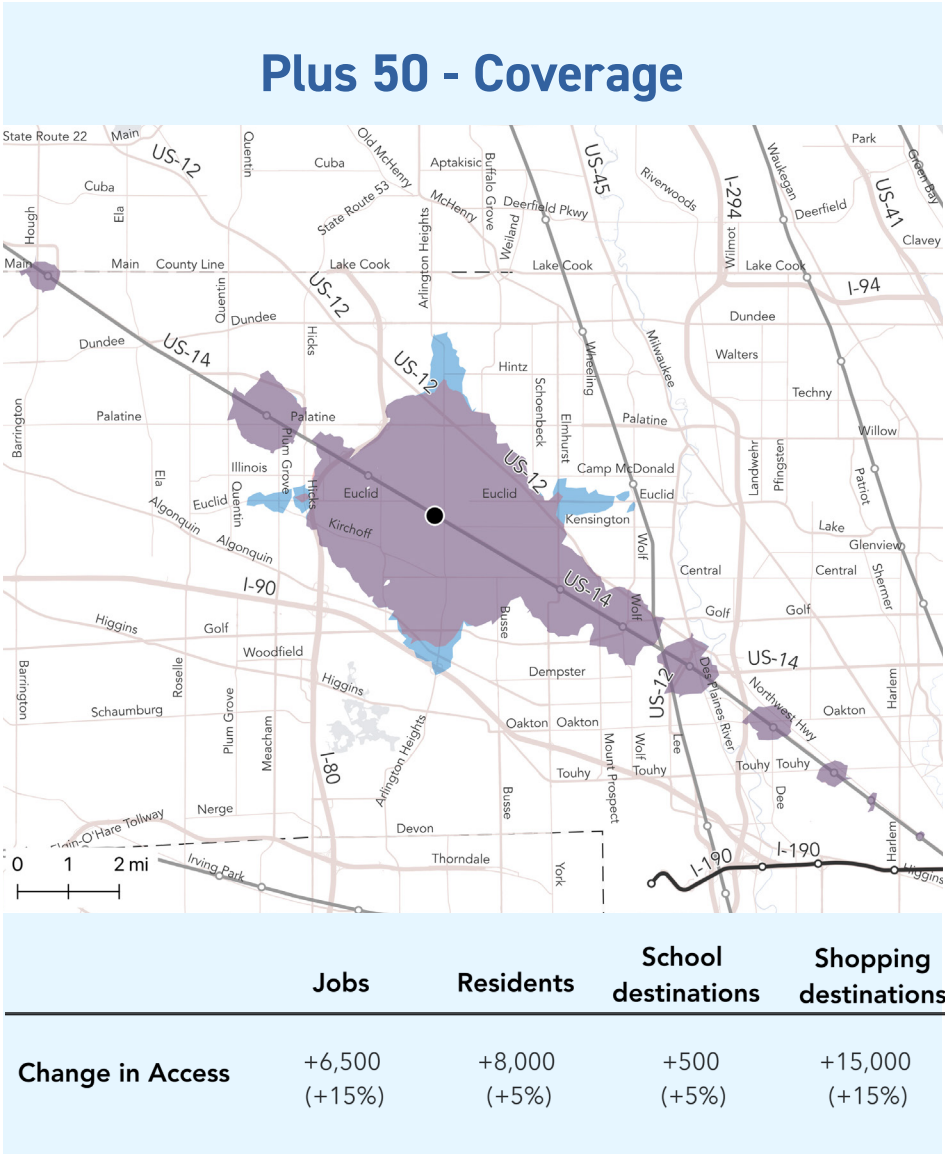 Plus 50 - Coverage
State Route 22
Main
US-12
Quentin
Cuba
Old McHenry
Aptakisic
Buffalo Grove
US-45
Riverwoods
I-294
Waukegan
Park
Green Bay
US-41
Cuba
Ela
Hough
State Route 53
McHenry
Arlington Heights
Weiland
Deerfield Pkwy
Wilmot
Deerfield
Clavey
Main
Main
County Line
Lake Cook
Lake Cook
Lake Cook
I-94
Quentin
US-12
Dundee
Dundee
Dundee
US-14
Hicks
US-12
Hintz
Wheeling
Milwaukee
Walters
Techny
Barrington
Palatine
Palatine
Plum Grove
Schoenbeck
Elmhurst
Palatine
Willow
Landwehr
Pfingsten
Ela
Illinois
Quentin
Euclid
Hicks
Euclid
Euclid
US-12
Camp McDonald
Euclid
Patriot
Algonquin
Kirchoff
Kensington
Lake
Glenview
Algonquin
Wolf
I-90
US-14
Central
Central
Shermer
Higgins
Golf
Busse
Wolf
Golf
Golf
Woodfield
Barrington
Roselle
Higgins
Dempster
US-12
Des Plaines River
US-14
Harlem
Schaumburg
Plum Grove
Meacham
Northwest Hwy
Oakton
Oakton
Oakton
Arlington Heights
Mount Prospect
Wolf
Lee
I-80
Touhy
Touhy
Touhy
Touhy
Busse
Dee
Nerge
Elgin-O'Hare Tollway
Devon
Harlem
Irving Park
Thorndale
York
I-190
I-190
Higgins
0 1 2 mi
Jobs Residents School destinations Shopping destinations
Change in Access +6,500 +8,000 +500 +15,000
(+15%) (+5%) (+5%) (+15%)